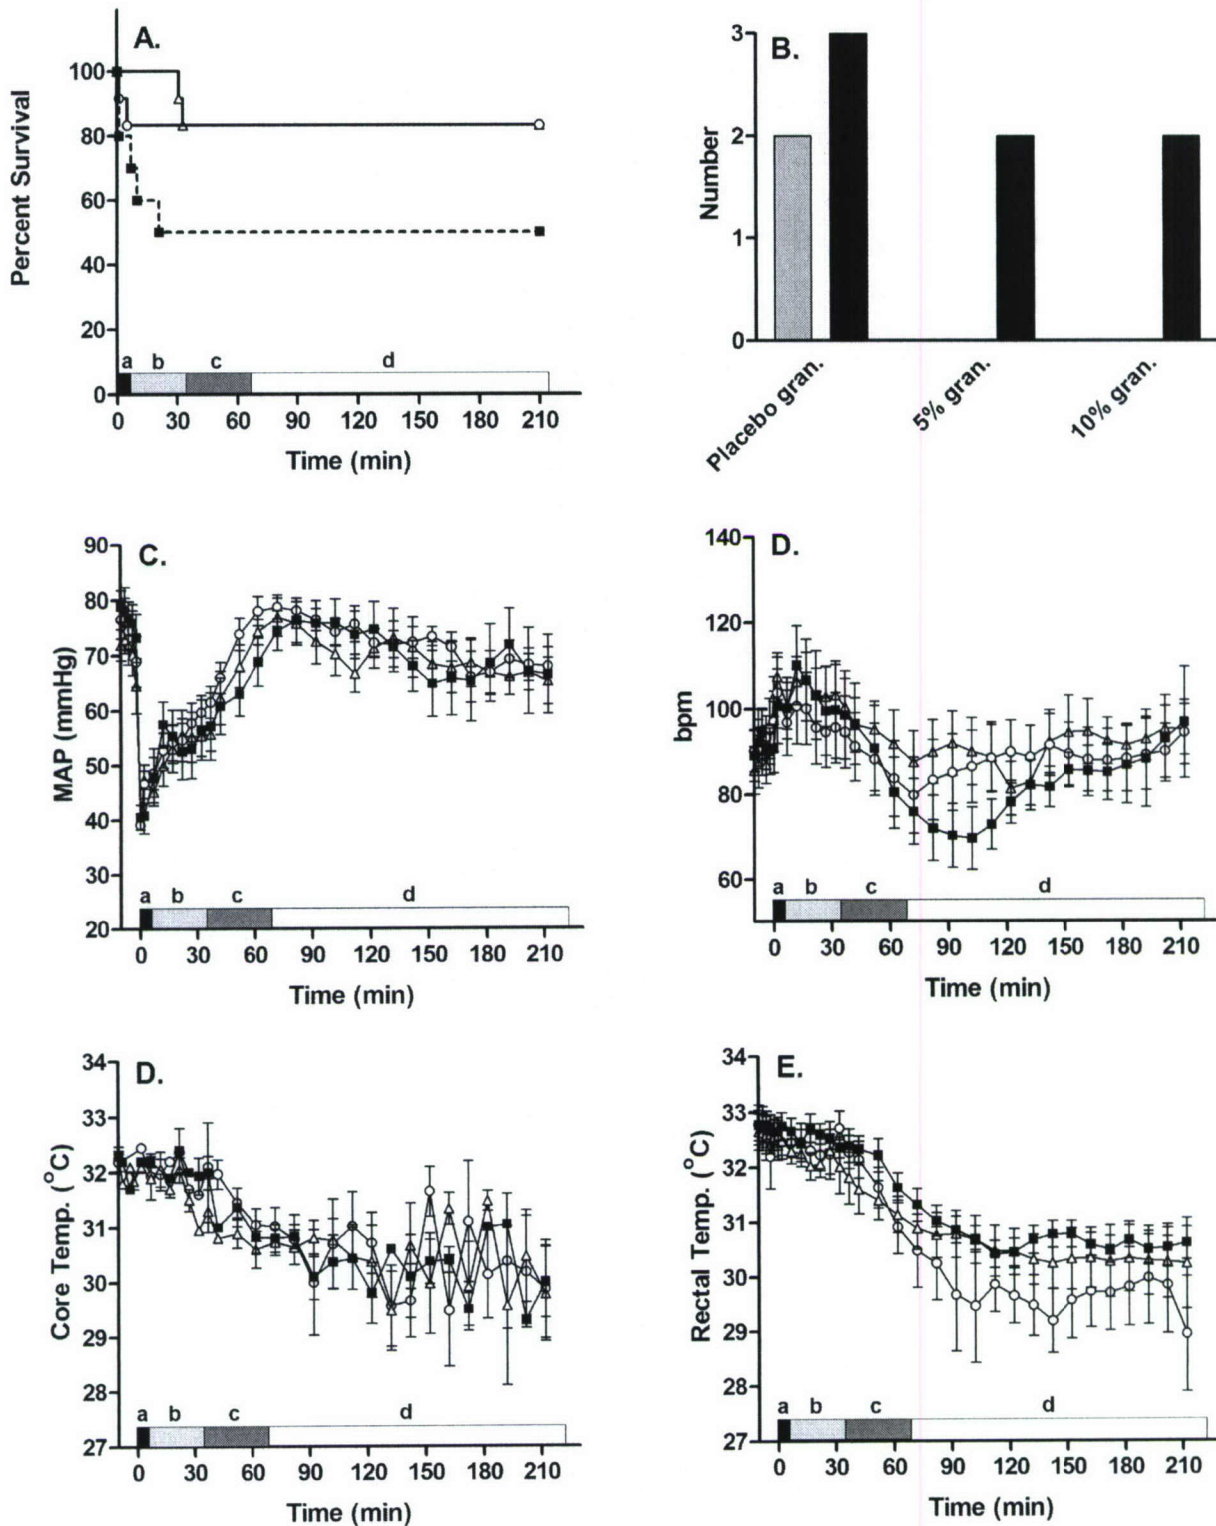 A.
Percent Survival
100
80
60
40
20
0
a b c d
0 30 60 90 120 150 180 210
Time (min)
B.
Number
3
2
1
0
Placebo gran.
5% gran.
10% gran.
C.
MAP (mmHg)
90
80
70
60
50
40
30
20
a b c d
0 30 60 90 120 150 180 210
Time (min)
D.
bpm
140
120
100
80
60
a b c d
0 30 60 90 120 150 180 210
Time (min)
D.
Core Temp. (°C)
34
33
32
31
30
29
28
27
a b c d
0 30 60 90 120 150 180 210
Time (min)
E.
Rectal Temp. (°C)
34
33
32
31
30
29
28
27
a b c d
0 30 60 90 120 150 180 210
Time (min)